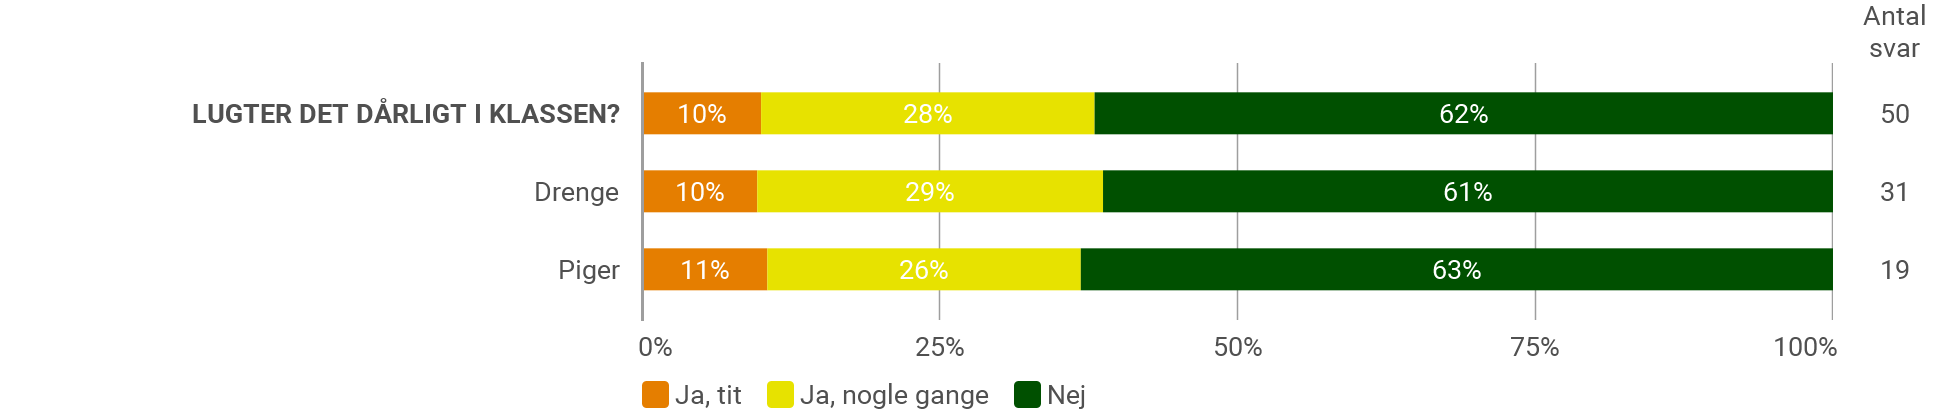 Antal
svar
LUGTER DET DÅRLIGT I KLASSEN? 10% 28% 62% 50
Drenge 10% 29% 61% 31
Piger 11% 26% 63% 19
0% 25% 50% 75% 100%
Ja, tit Ja, nogle gange Nej